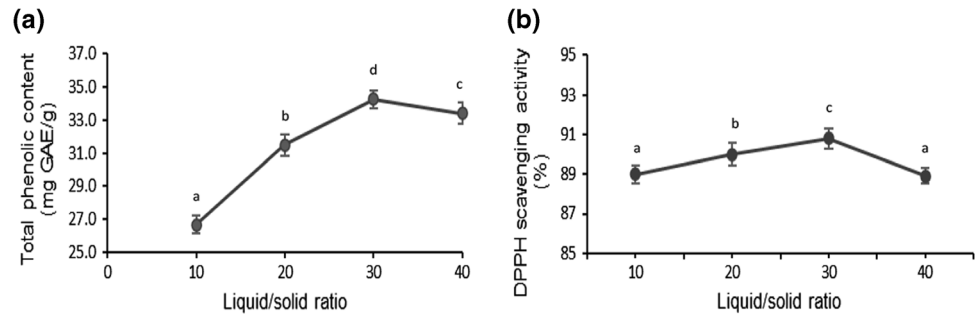 (a)
Total phenolic content
(mg GAE/g)
37.0
35.0
33.0
31.0
29.0
27.0
25.0
a
b
d
c
0
10
20
30
40
Liquid/solid ratio
(b)
DPPH scavenging activity
(%)
95
93
91
89
87
85
a
b
c
a
10
20
30
40
Liquid/solid ratio